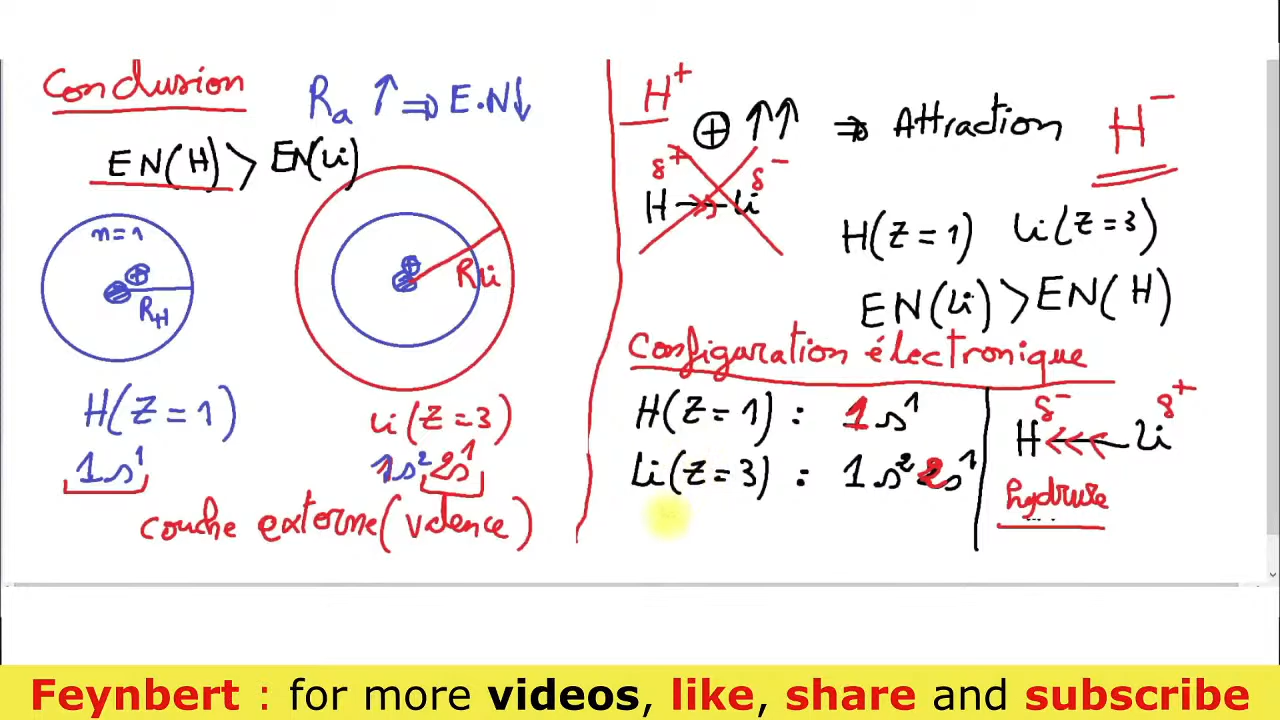 Conclusion
Ra ↑ ⇒ E.N↓
EN(H) > EN(Li)
n=1
⊕
RH
⊕
RLi
H(Z=1)
1s¹
Li(Z=3)
1s² 2s¹
couche externe (valence)
H⁺
⊕ ↑↑ ⇒ Attraction
H⁻
δ⁺ δ⁻
H → Li
H(Z=1) Li(Z=3)
EN(Li) > EN(H)
Configuration électronique
H(Z=1) : 1s¹
Li(Z=3) : 1s² 2s¹
δ⁻ δ⁺
H ← Li
hydrure
Feynbert : for more videos, like, share and subscribe